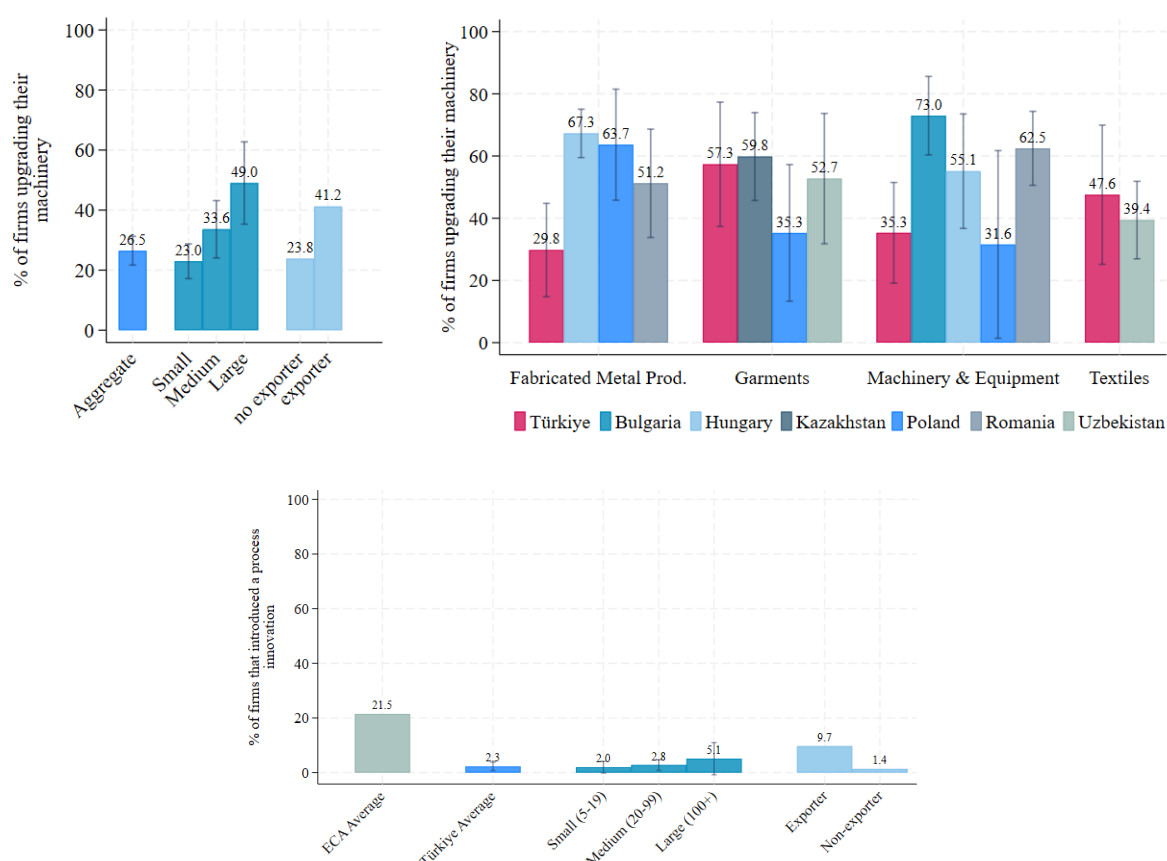 % of firms upgrading their
machinery
100
80
60
40
20
0
26.5
23.0
33.6
49.0
23.8
41.2
Aggregate
Small
Medium
Large
no exporter
exporter
% of firms upgrading their machinery
100
80
60
40
20
0
29.8
67.3
63.7
51.2
57.3
59.8
35.3
52.7
35.3
73.0
55.1
31.6
62.5
47.6
39.4
Fabricated Metal Prod. Garments Machinery & Equipment Textiles
Türkiye Bulgaria Hungary Kazakhstan Poland Romania Uzbekistan
% of firms that introduced a process
innovation
100
80
60
40
20
0
21.5
2.3
2.0
2.8
5.1
9.7
1.4
ECA Average
Türkiye Average
Small (5-19)
Medium (20-99)
Large (100+)
Exporter
Non-exporter